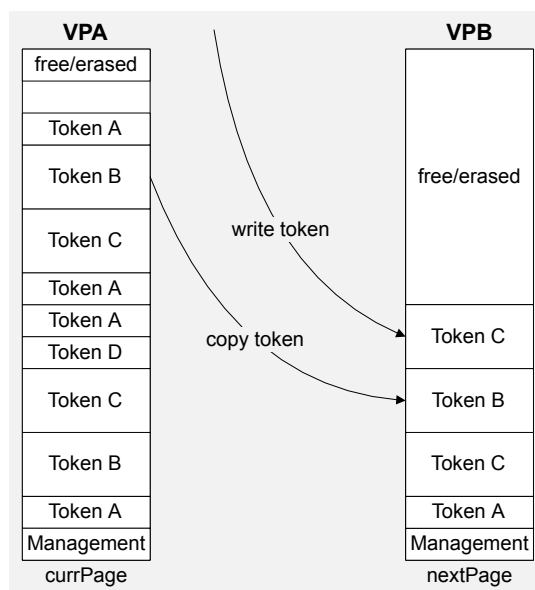 VPA
free/erased
Token A
Token B
Token C
Token A
Token A
Token D
Token C
Token B
Token A
Management
currPage
write token
copy token
VPB
free/erased
Token C
Token B
Token C
Token A
Management
nextPage